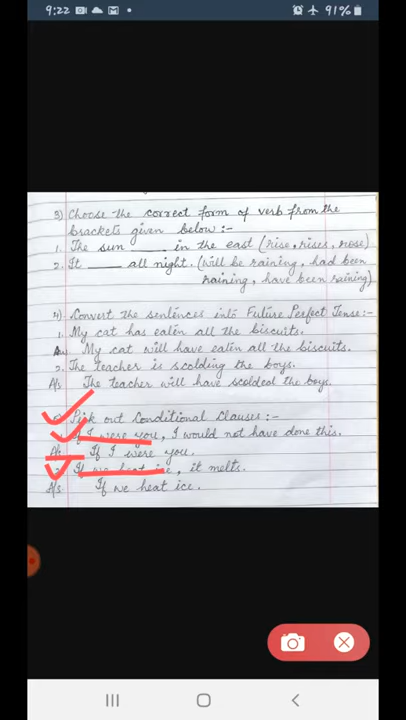 9:22
91%
3) Choose the correct form of verb from the
brackets given below :-
1. The sun ____ in the east (rise, rises, rose)
2. It ____ all night. (will be raining, had been
raining, have been raining)
4) Convert the sentences into Future Perfect Tense:-
1. My cat has eaten all the biscuits.
Ans. My cat will have eaten all the biscuits.
2. The teacher is scolding the boys.
A/s. The teacher will have scolded the boys.
Pick out Conditional Clauses:-
If I were you, I would not have done this.
A/s. If I were you.
If we heat ice, it melts.
A/s. If we heat ice.